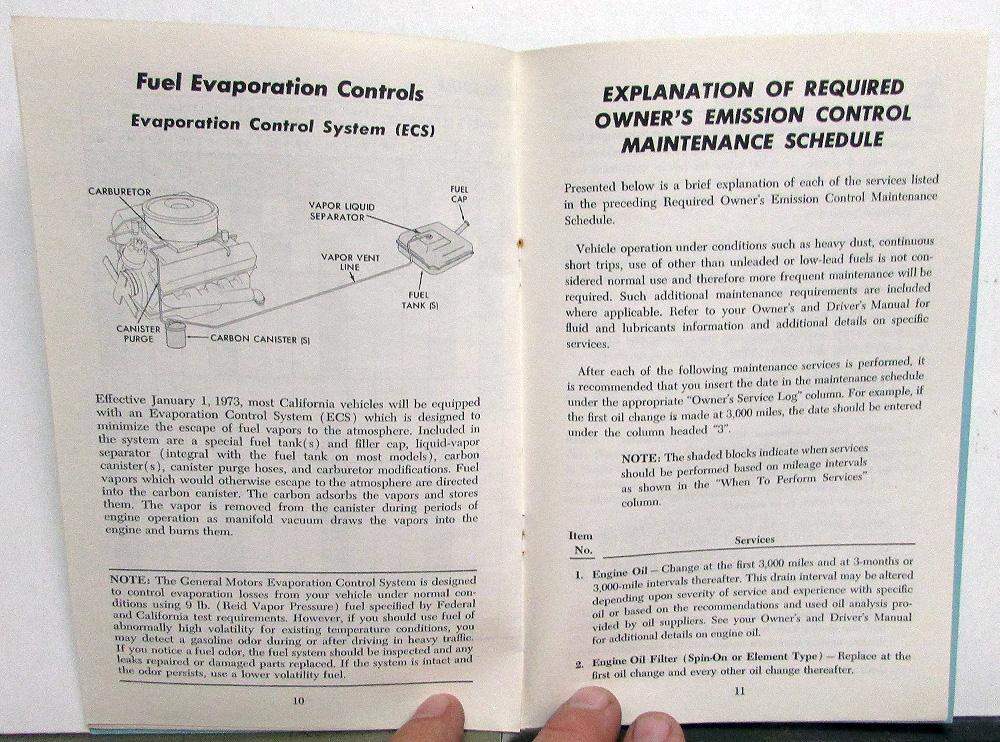 Fuel Evaporation Controls
Evaporation Control System (ECS)
CARBURETOR
VAPOR LIQUID
SEPARATOR
FUEL
CAP
VAPOR VENT
LINE
FUEL
TANK (S)
CANISTER
PURGE
CARBON CANISTER (S)
Effective January 1, 1973, most California vehicles will be equipped
with an Evaporation Control System (ECS) which is designed to
minimize the escape of fuel vapors to the atmosphere. Included in
the system are a special fuel tank(s) and filler cap, liquid-vapor
separator (integral with the fuel tank on most models), carbon
canister(s), canister purge hoses, and carburetor modifications. Fuel
vapors which would otherwise escape to the atmosphere are directed
into the carbon canister. The carbon adsorbs the vapors and stores
them. The vapor is removed from the canister during periods of
engine operation as manifold vacuum draws the vapors into the
engine and burns them.
NOTE: The General Motors Evaporation Control System is designed
to control evaporation losses from your vehicle under normal con-
ditions using 9 lb. (Reid Vapor Pressure) fuel specified by Federal
and California test requirements. However, if you should use fuel of
abnormally high volatility for existing temperature conditions, you
may detect a gasoline odor during or after driving in heavy traffic.
If you notice a fuel odor, the fuel system should be inspected and any
leaks repaired or damaged parts replaced. If the system is intact and
the odor persists, use a lower volatility fuel.
10
EXPLANATION OF REQUIRED
OWNER'S EMISSION CONTROL
MAINTENANCE SCHEDULE
Presented below is a brief explanation of each of the services listed
in the preceding Required Owner's Emission Control Maintenance
Schedule.
Vehicle operation under conditions such as heavy dust, continuous
short trips, use of other than unleaded or low-lead fuels is not con-
sidered normal use and therefore more frequent maintenance will be
required. Such additional maintenance requirements are included
where applicable. Refer to your Owner's and Driver's Manual for
fluid and lubricants information and additional details on specific
services.
After each of the following maintenance services is performed, it
is recommended that you insert the date in the maintenance schedule
under the appropriate "Owner's Service Log" column. For example, if
the first oil change is made at 3,000 miles, the date should be entered
under the column headed "3".
NOTE: The shaded blocks indicate when services
should be performed based on mileage intervals
as shown in the "When To Perform Services"
column.
Item
No.
Services
1. Engine Oil – Change at the first 3,000 miles and at 3-months or
3,000-mile intervals thereafter. This drain interval may be altered
depending upon severity of service and experience with specific
oil or based on the recommendations and used oil analysis pro-
vided by oil suppliers. See your Owner's and Driver's Manual
for additional details on engine oil.
2. Engine Oil Filter (Spin-On or Element Type) – Replace at the
first oil change and every other oil change thereafter.
11